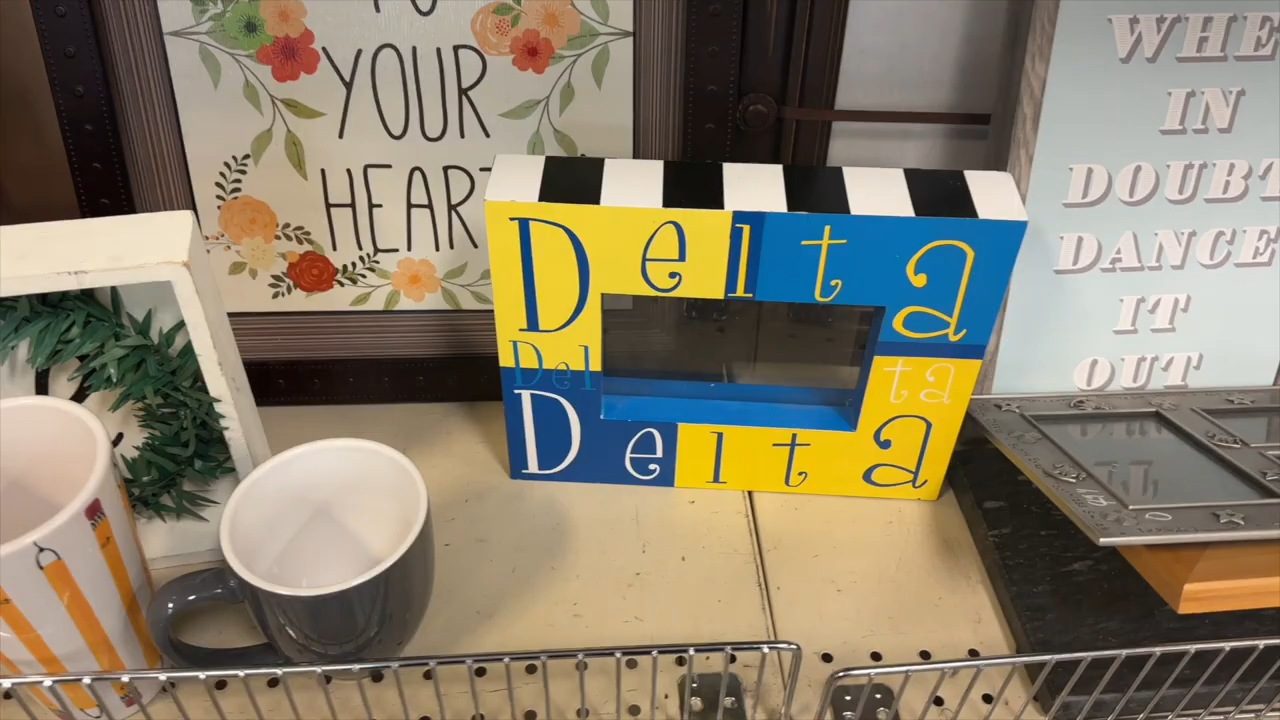 YOUR
HEART
Delta
Del ta
Delta
WHE
IN
DOUBT
DANCE
IT
OUT